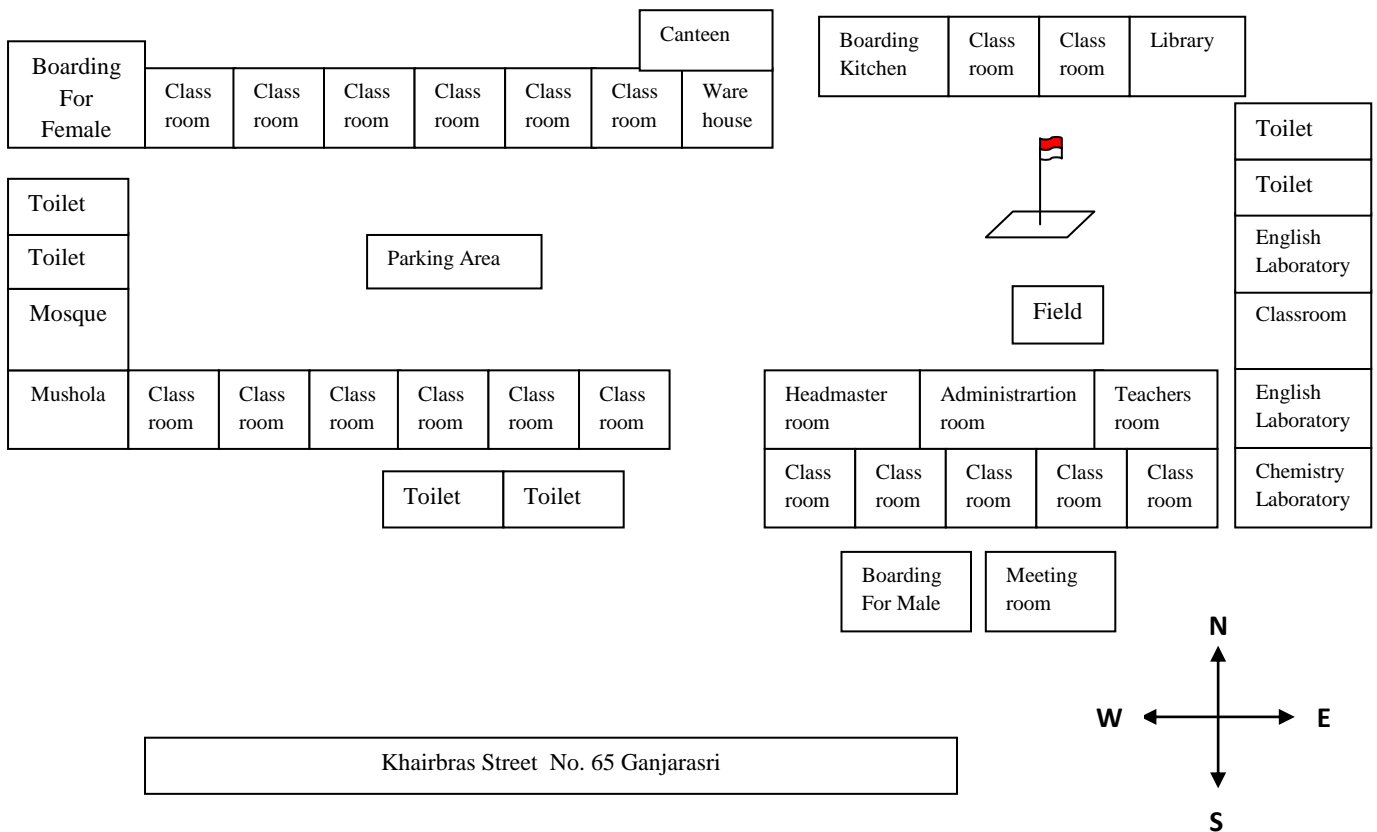 Canteen
Boarding
Kitchen
Class
room
Class
room
Library
Boarding
For
Female
Class
room
Class
room
Class
room
Class
room
Class
room
Class
room
Ware
house
Toilet
Toilet
English
Laboratory
Classroom
English
Laboratory
Chemistry
Laboratory
Toilet
Toilet
Mosque
Mushola
Parking Area
Field
Class
room
Class
room
Class
room
Class
room
Class
room
Class
room
Headmaster
room
Administrartion
room
Teachers
room
Class
room
Class
room
Class
room
Class
room
Class
room
Toilet
Toilet
Boarding
For Male
Meeting
room
N
W
E
S
Khairbras Street  No. 65 Ganjarasri